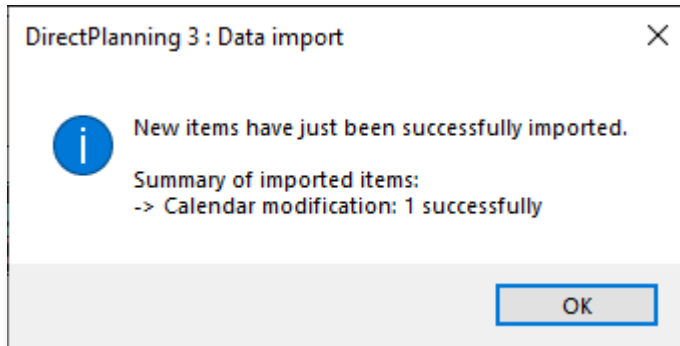 DirectPlanning 3 : Data import
New items have just been successfully imported.
Summary of imported items:
-> Calendar modification: 1 successfully
OK